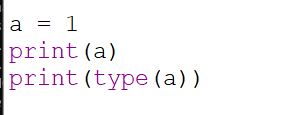 a = 1
print(a)
print(type(a))